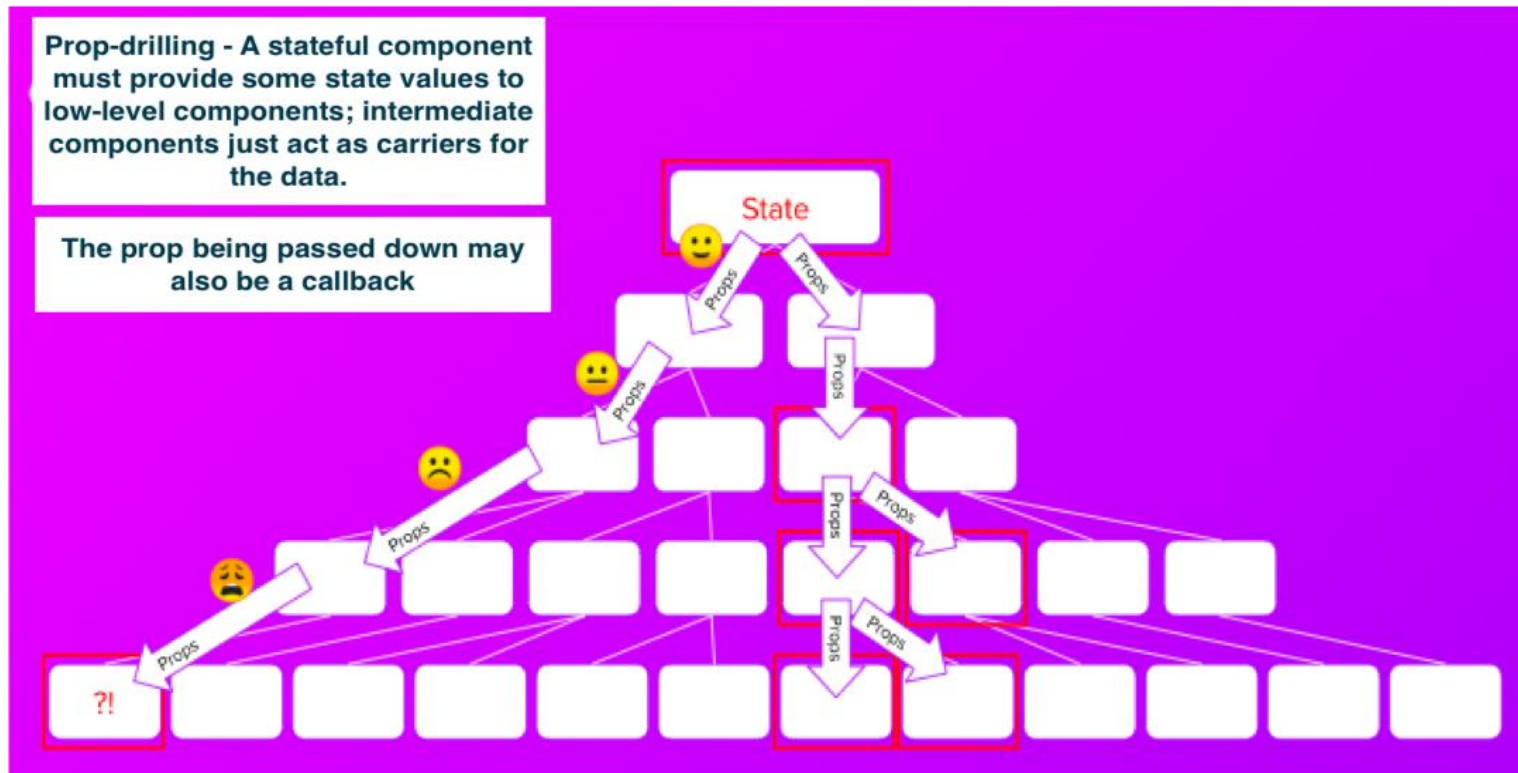 Prop-drilling - A stateful component
must provide some state values to
low-level components; intermediate
components just act as carriers for
the data.
The prop being passed down may
also be a callback
State
Props
Props
Props
Props
Props
Props
Props
Props
Props
Props
?!